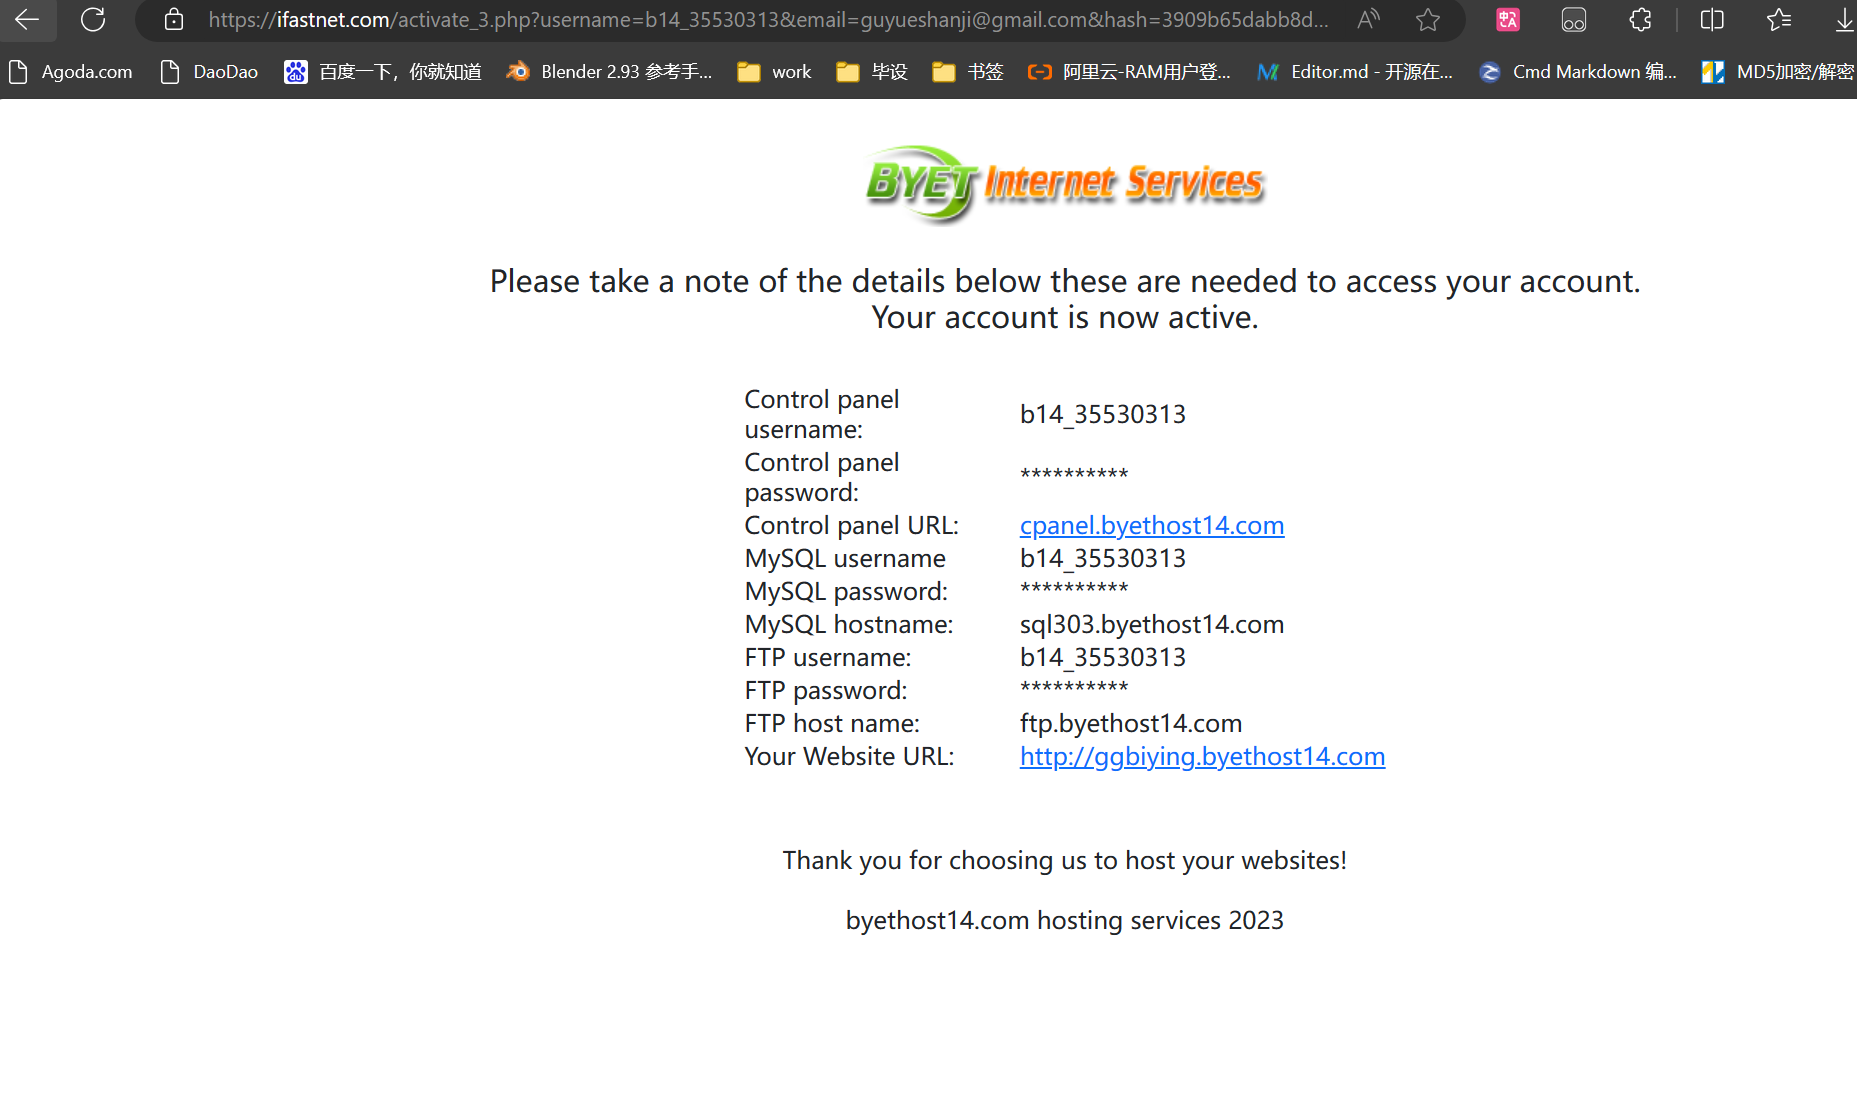 https://ifastnet.com/activate_3.php?username=b14_35530313&email=guyueshanji@gmail.com&hash=3909b65dabb8d...
Agoda.com DaoDao 百度一下，你就知道 Blender 2.93 参考手... work 毕设 书签 阿里云-RAM用户登... Editor.md - 开源在... Cmd Markdown 编... MD5加密/解密
BYET Internet Services
Please take a note of the details below these are needed to access your account.
Your account is now active.
Control panel
username:
b14_35530313
Control panel
password:
**********
Control panel URL: cpanel.byethost14.com
MySQL username b14_35530313
MySQL password: **********
MySQL hostname: sql303.byethost14.com
FTP username: b14_35530313
FTP password: **********
FTP host name: ftp.byethost14.com
Your Website URL: http://ggbiying.byethost14.com
Thank you for choosing us to host your websites!
byethost14.com hosting services 2023